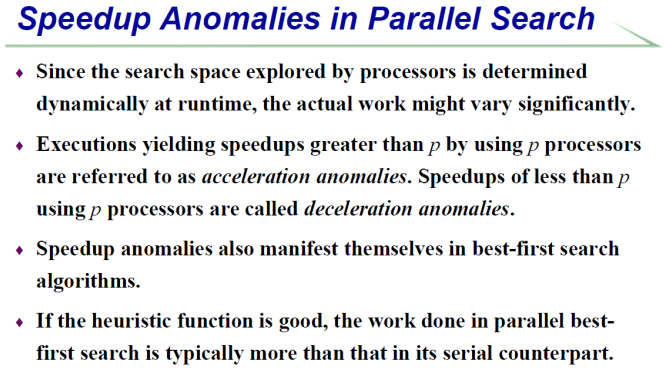 Speedup Anomalies in Parallel Search
♦ Since the search space explored by processors is determined
dynamically at runtime, the actual work might vary significantly.
♦ Executions yielding speedups greater than p by using p processors
are referred to as acceleration anomalies. Speedups of less than p
using p processors are called deceleration anomalies.
♦ Speedup anomalies also manifest themselves in best-first search
algorithms.
♦ If the heuristic function is good, the work done in parallel best-
first search is typically more than that in its serial counterpart.